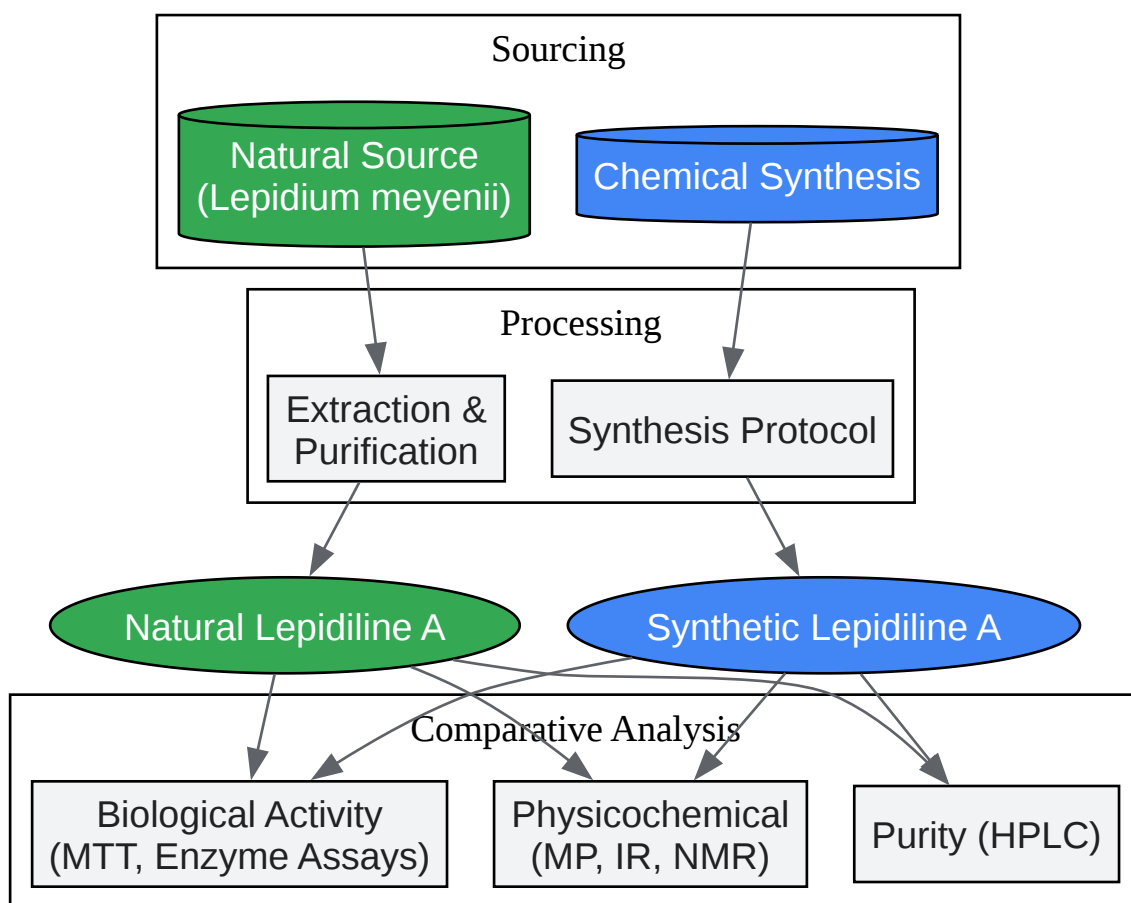 Sourcing
Natural Source
(Lepidium meyenii)
Chemical Synthesis
Processing
Extraction &
Purification
Synthesis Protocol
Natural Lepidiline A
Synthetic Lepidiline A
Comparative Analysis
Biological Activity
(MTT, Enzyme Assays)
Physicochemical
(MP, IR, NMR)
Purity (HPLC)